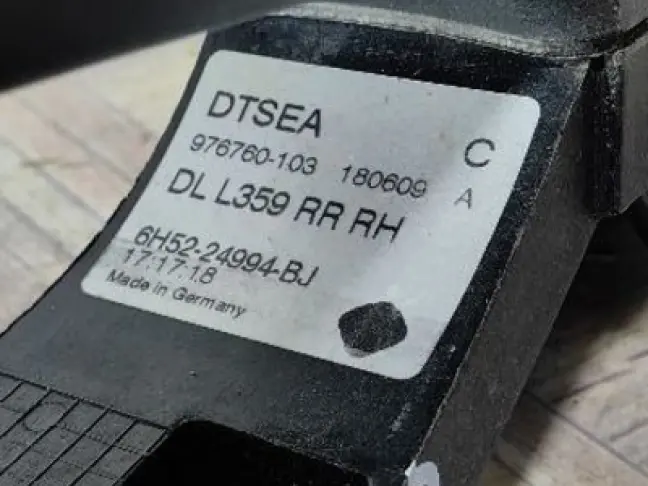 DTSEA C
976760-103 180609 A
DL L359 RR RH
6H52-24994-BJ
17:17:18
Made in Germany